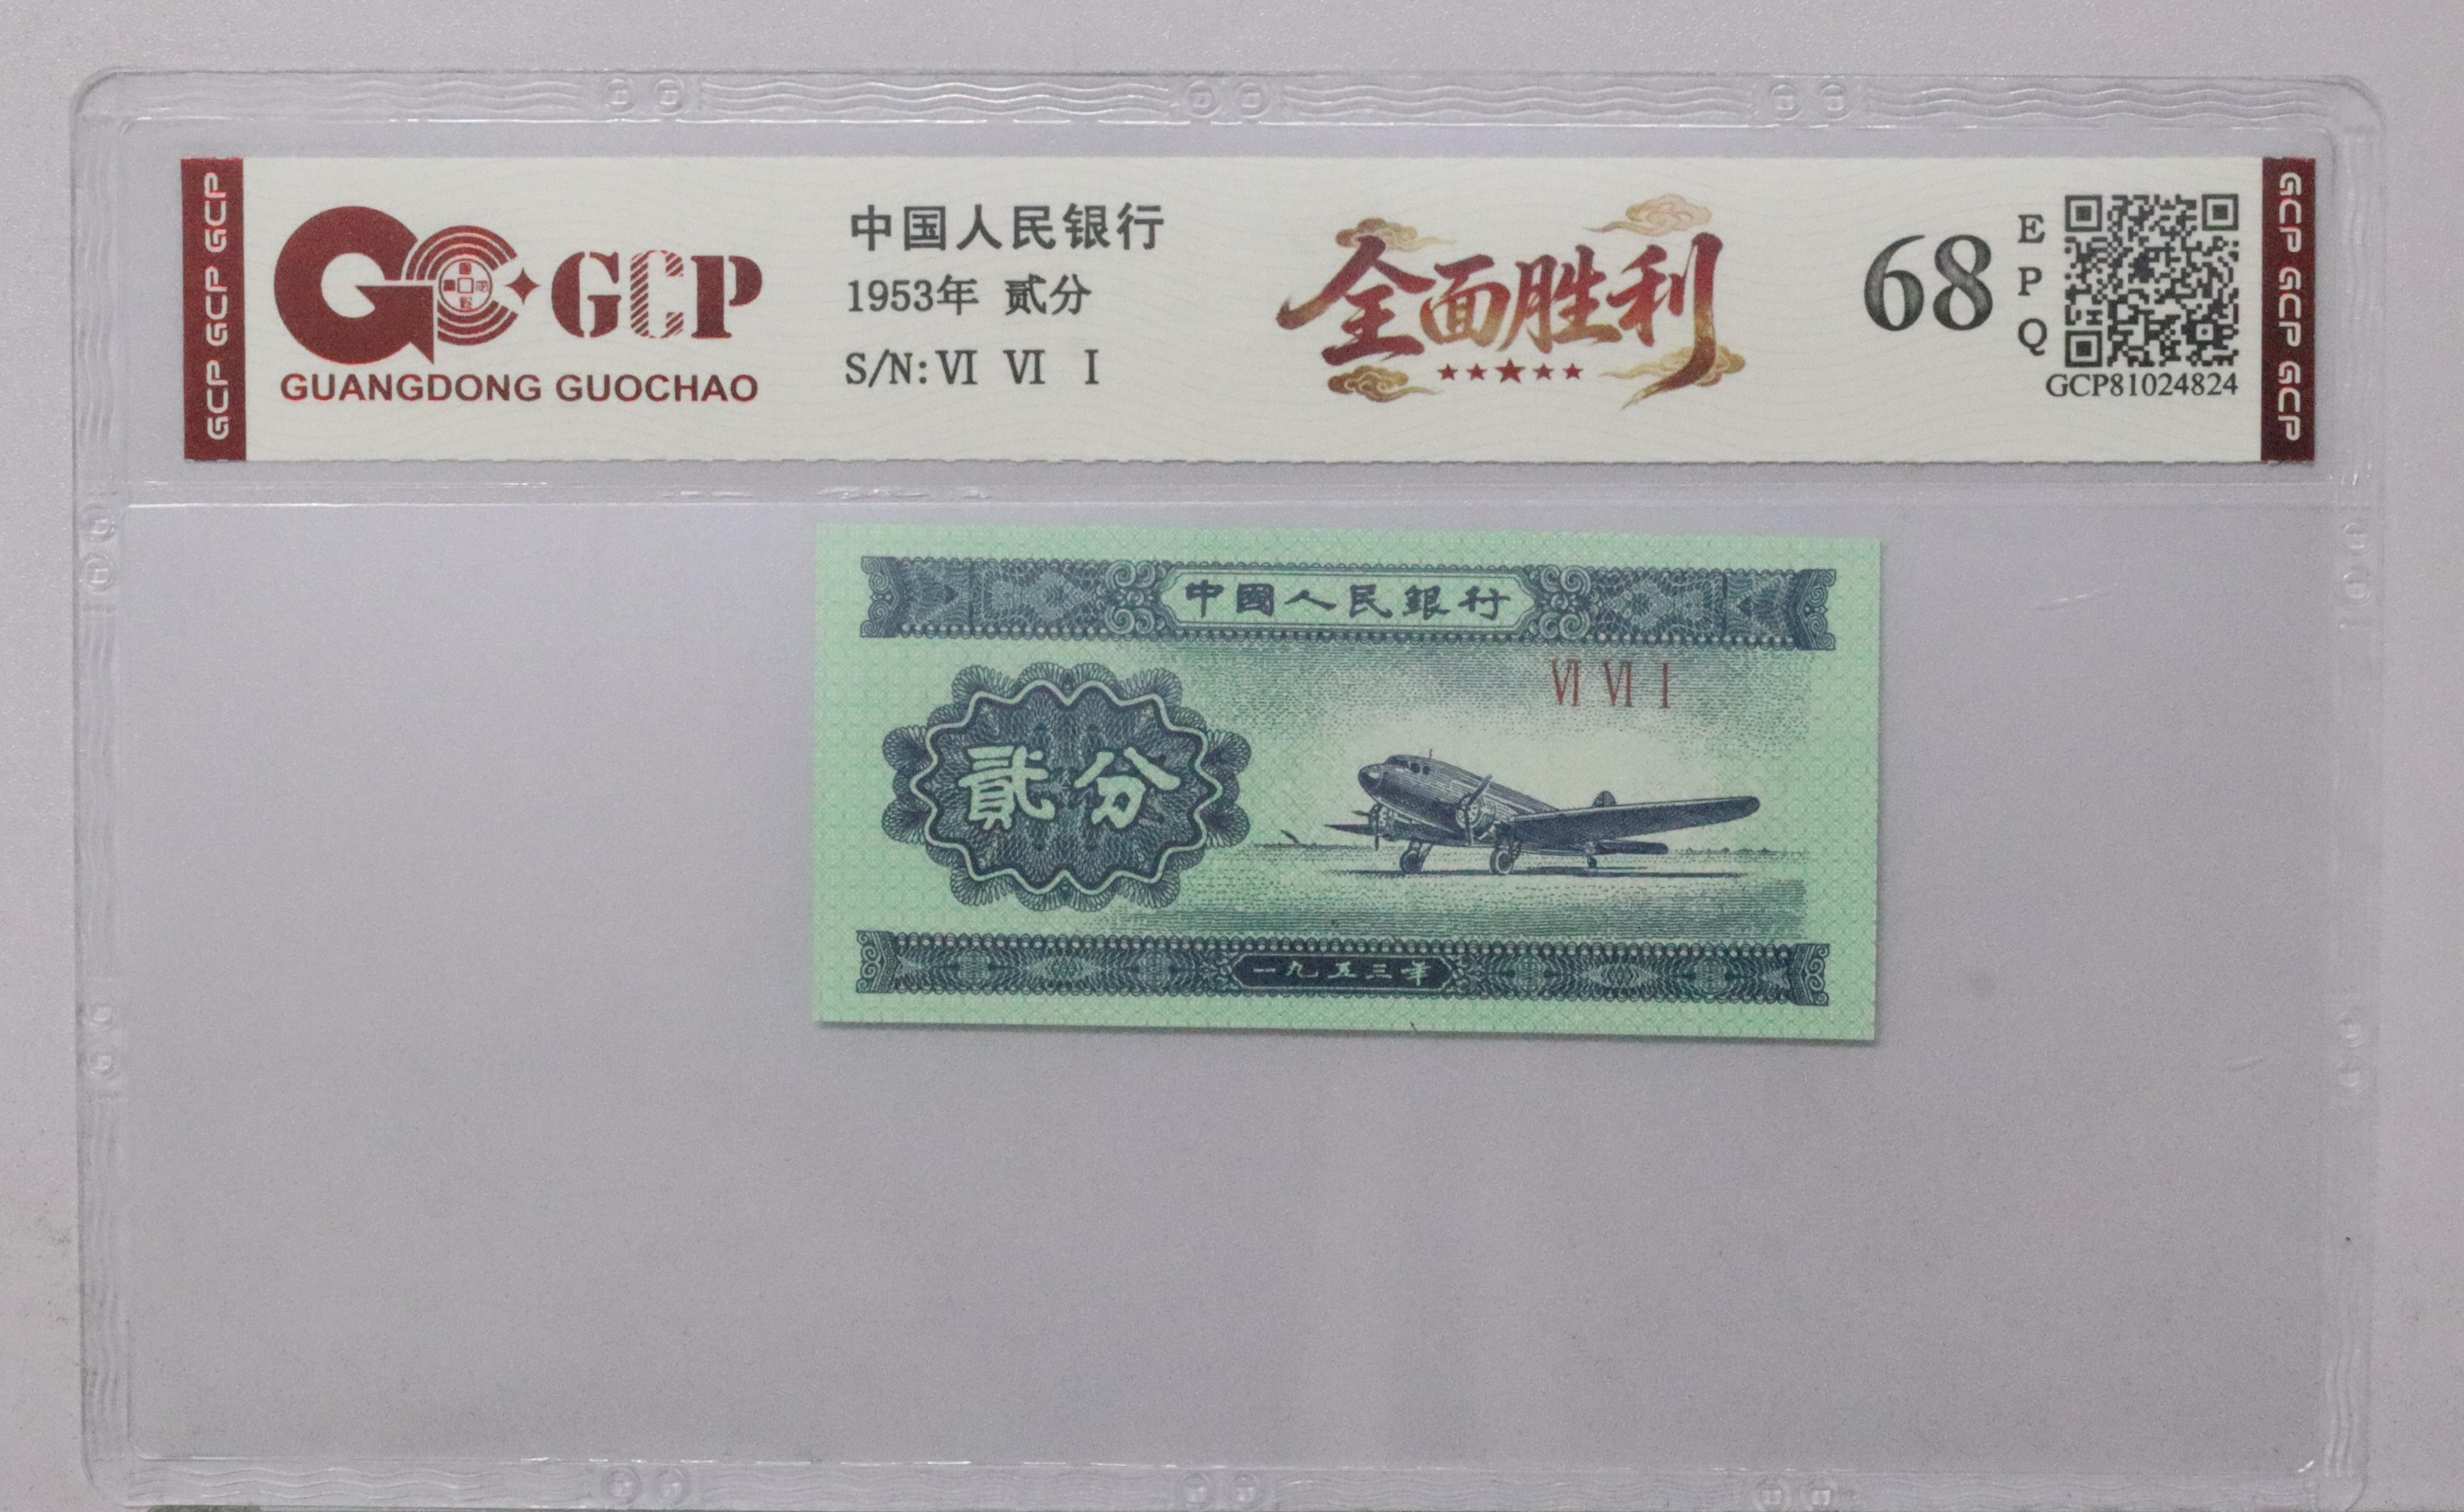 GCP GCP GCP
GCP
GUANGDONG GUOCHAO
中国人民银行
1953年 贰分
S/N: VI VI I
全面胜利
68
EPQ
GCP81024824
GCP GCP GCP
中國人民銀行
VI VI I
貳分
一九五三年